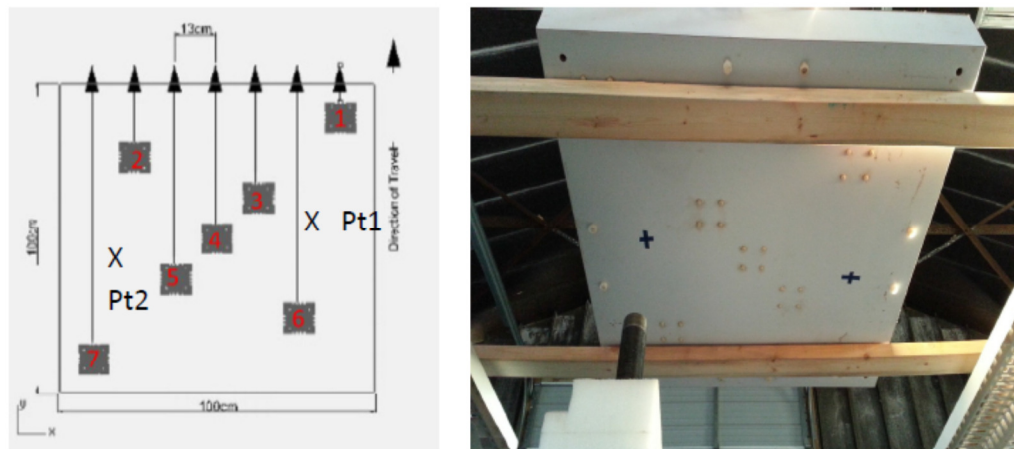 13cm
1
2
3
X Pt1
4
X
5
Pt2
6
7
100cm
100cm
Direction of Travel
y
x